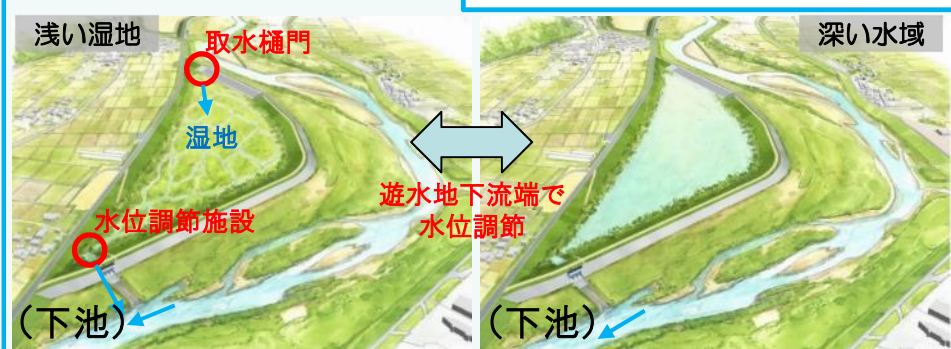 浅い湿地
取水樋門
湿地
水位調節施設
(下池)
遊水地下流端で
水位調節
深い水域
(下池)